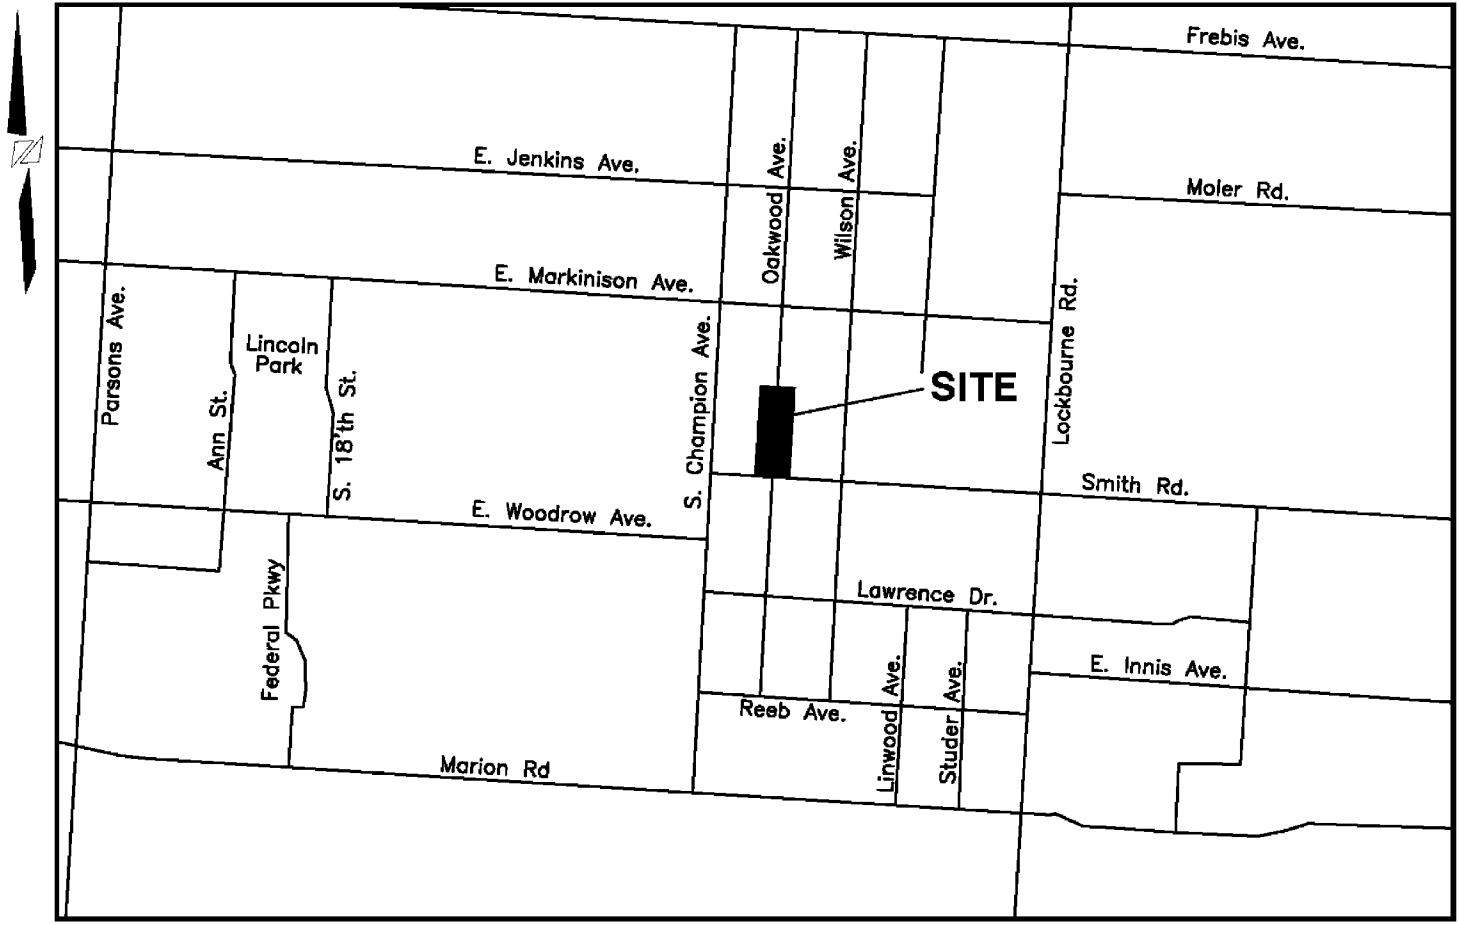 Frebis Ave.
E. Jenkins Ave.
Moler Rd.
Oakwood Ave.
Wilson Ave.
E. Markinison Ave.
Parsons Ave.
Lincoln
Park
Ann St.
S. 18'th St.
S. Champion Ave.
SITE
Lockbourne Rd.
Smith Rd.
E. Woodrow Ave.
Federal Pkwy
Lawrence Dr.
E. Innis Ave.
Reeb Ave.
Linwood Ave.
Studer Ave.
Marion Rd